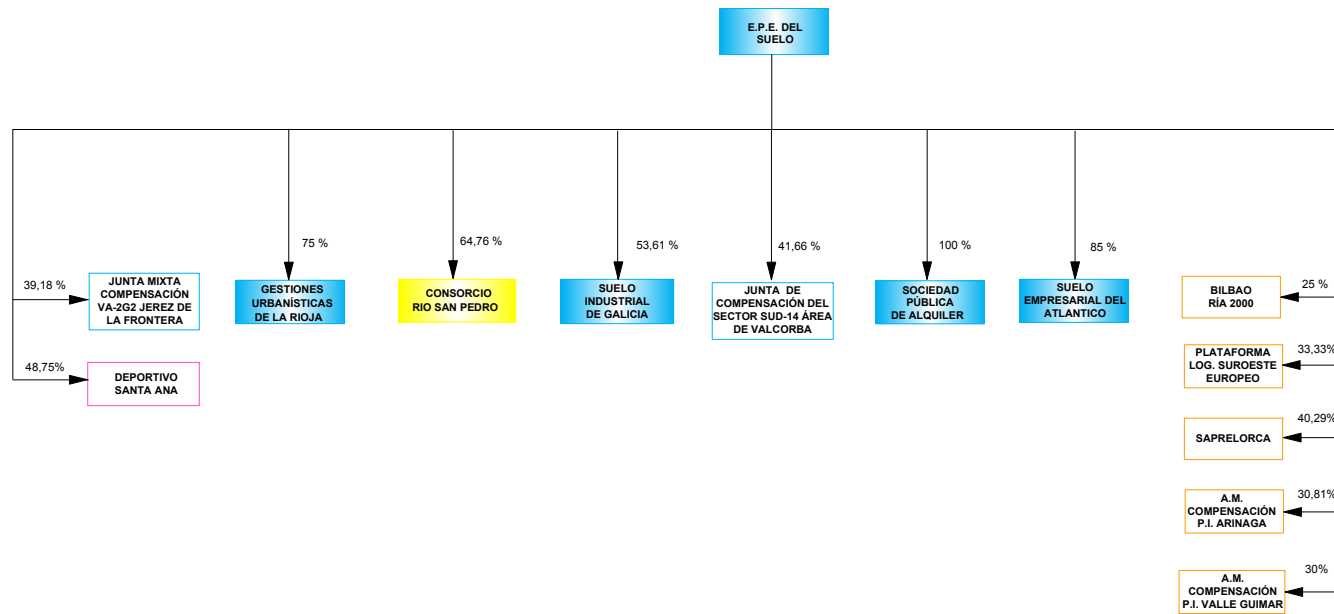 E.P.E. DEL
SUELO
39,18 %
JUNTA MIXTA
COMPENSACIÓN
VA-2G2 JEREZ DE
LA FRONTERA
48,75%
DEPORTIVO
SANTA ANA
75 %
GESTIONES
URBANÍSTICAS
DE LA RIOJA
64,76 %
CONSORCIO
RIO SAN PEDRO
53,61 %
SUELO
INDUSTRIAL
DE GALICIA
41,66 %
JUNTA DE
COMPENSACIÓN DEL
SECTOR SUD-14 ÁREA
DE VALCORBA
100 %
SOCIEDAD
PÚBLICA
DE ALQUILER
85 %
SUELO
EMPRESARIAL DEL
ATLANTICO
25 %
BILBAO
RÍA 2000
33,33%
PLATAFORMA
LOG. SUROESTE
EUROPEO
40,29%
SAPRELORCA
30,81%
A.M.
COMPENSACIÓN
P.I. ARINAGA
30%
A.M.
COMPENSACIÓN
P.I. VALLE GUIMAR